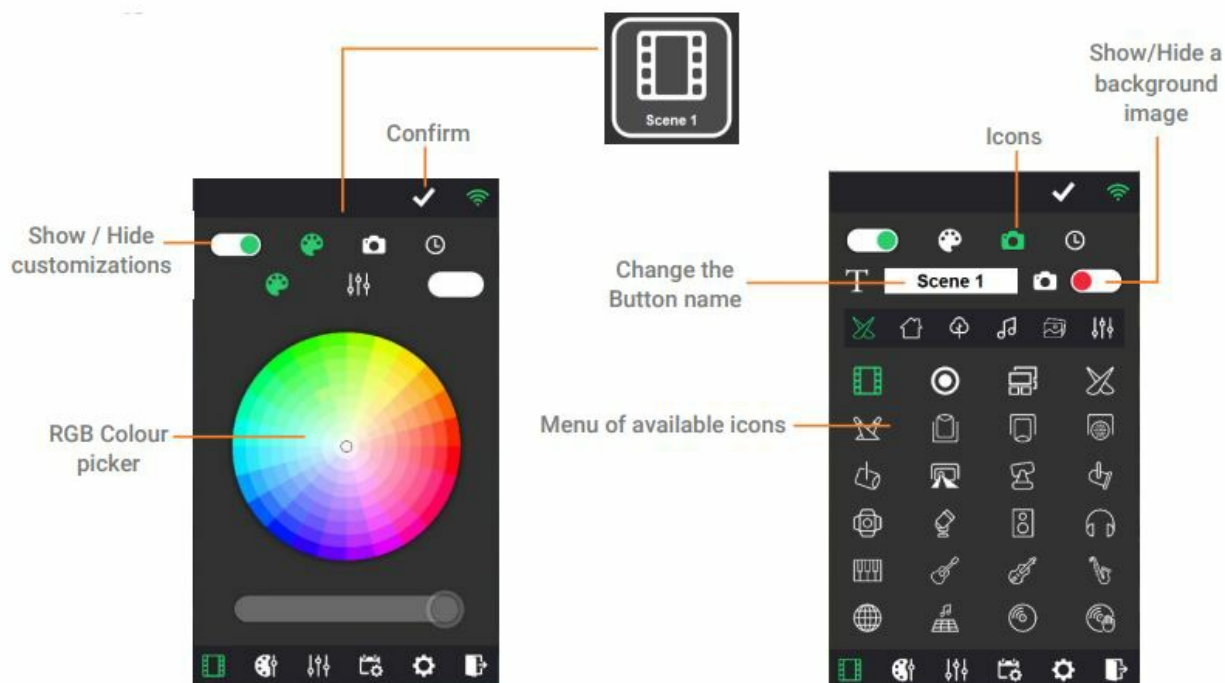 Scene 1
Show/Hide a
background
image
Confirm
Icons
Show / Hide
customizations
Change the
Button name
T
Scene 1
RGB Colour
picker
Menu of available icons